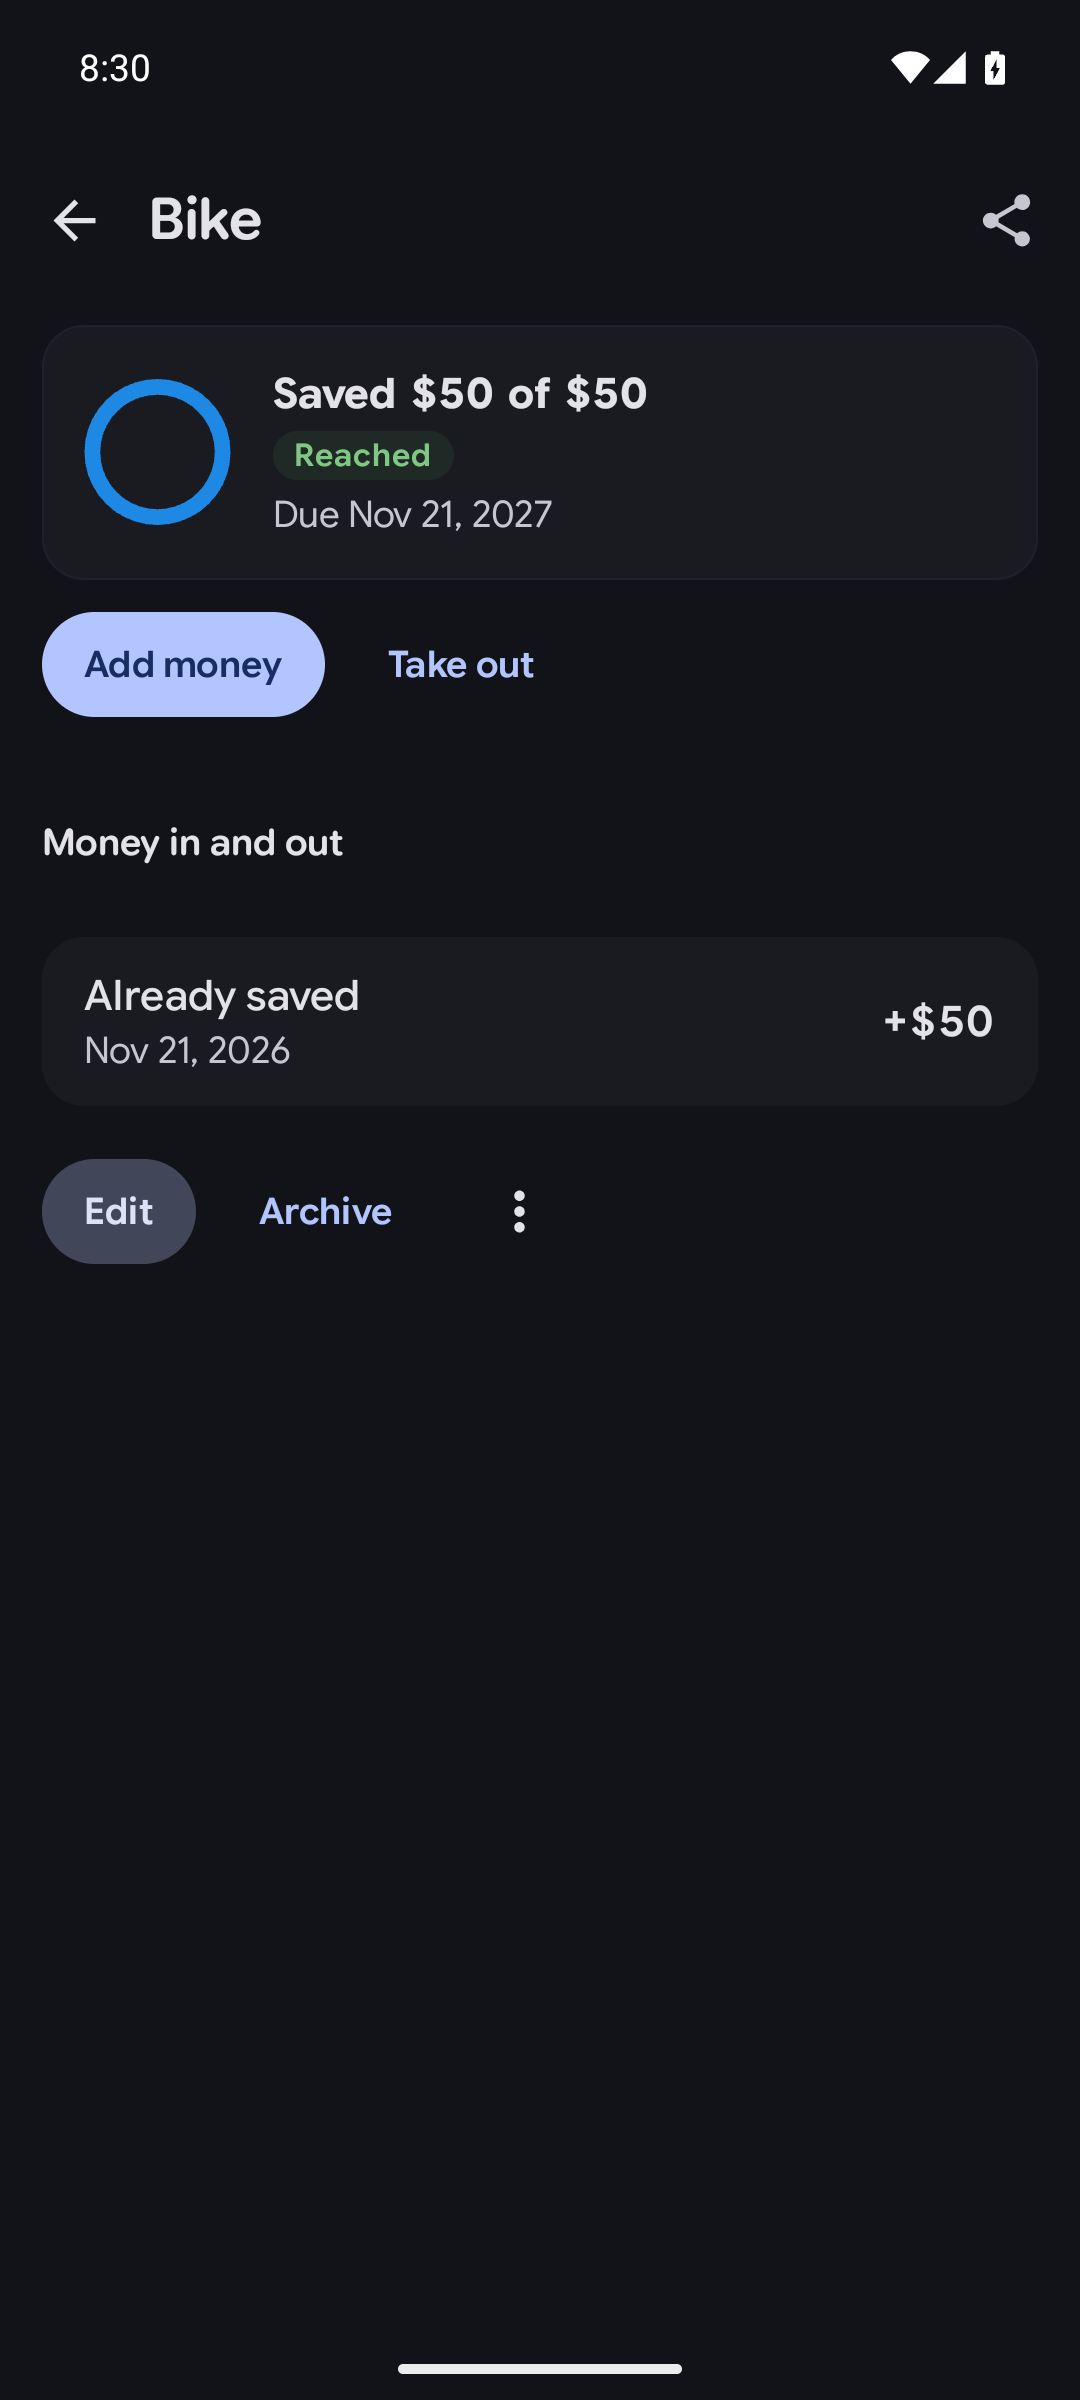 8:30
Bike
Saved $50 of $50
Reached
Due Nov 21, 2027
Add money
Take out
Money in and out
Already saved
Nov 21, 2026
+$50
Edit
Archive